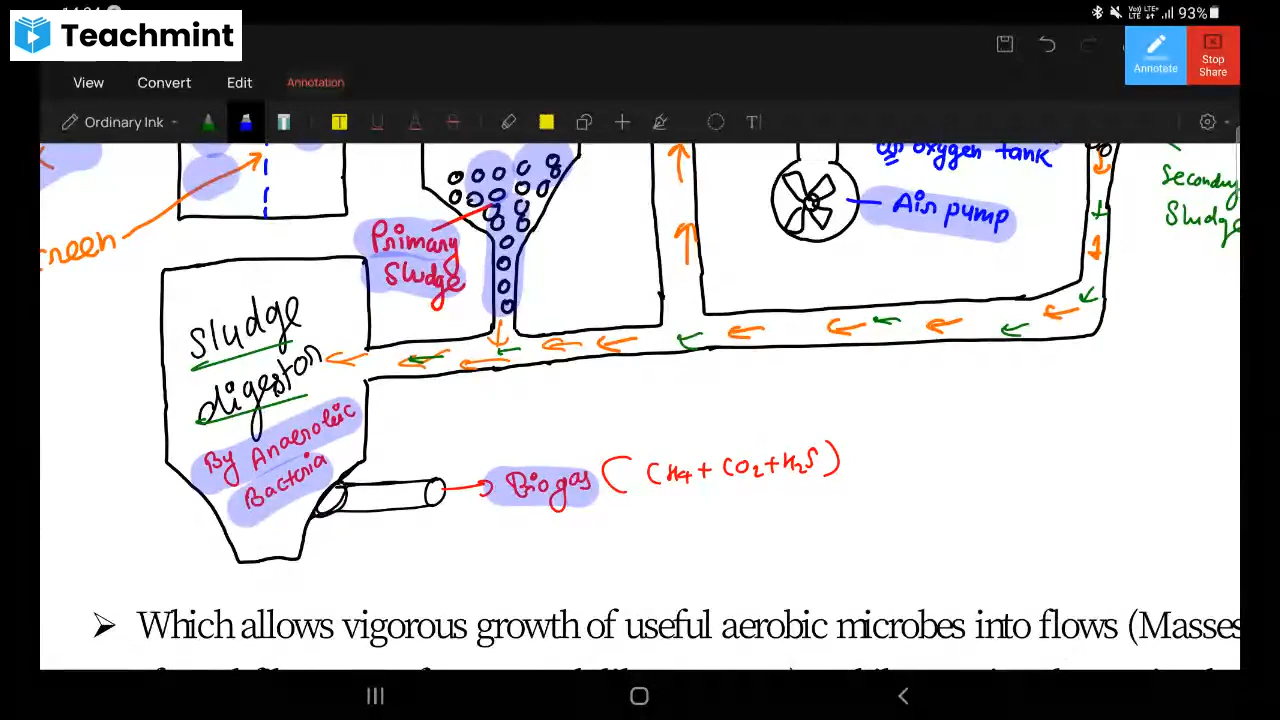 Teachmint
93%
Annotate
Stop
Share
View Convert Edit Annotation
Ordinary Ink
oxygen tank
Air pump
Secondary
Sludge
reen
Primary
Sludge
sludge
digestor
By Anaerobic
Bacteria
Biogas (CH4 + CO2 + H2S)
➤ Which allows vigorous growth of useful aerobic microbes into flows (Masses